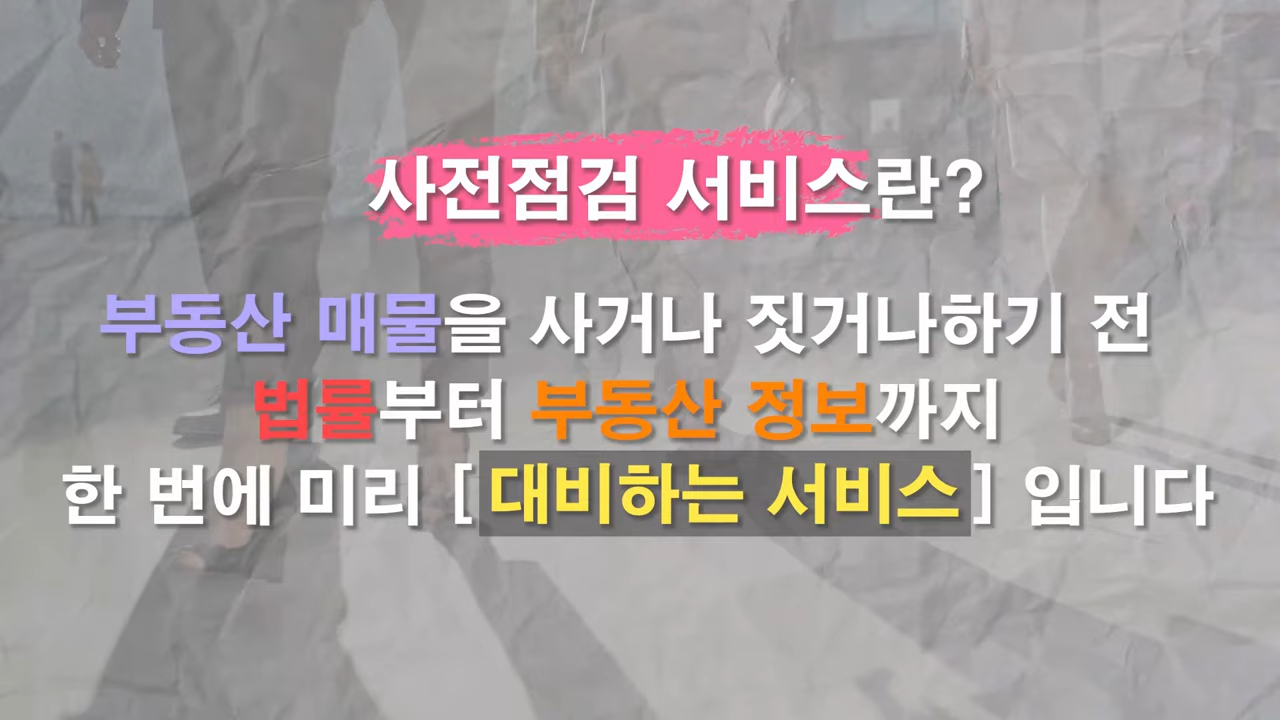 사전점검 서비스란?
부동산 매물을 사거나 짓거나하기 전
법률부터 부동산 정보까지
한 번에 미리 [대비하는 서비스] 입니다